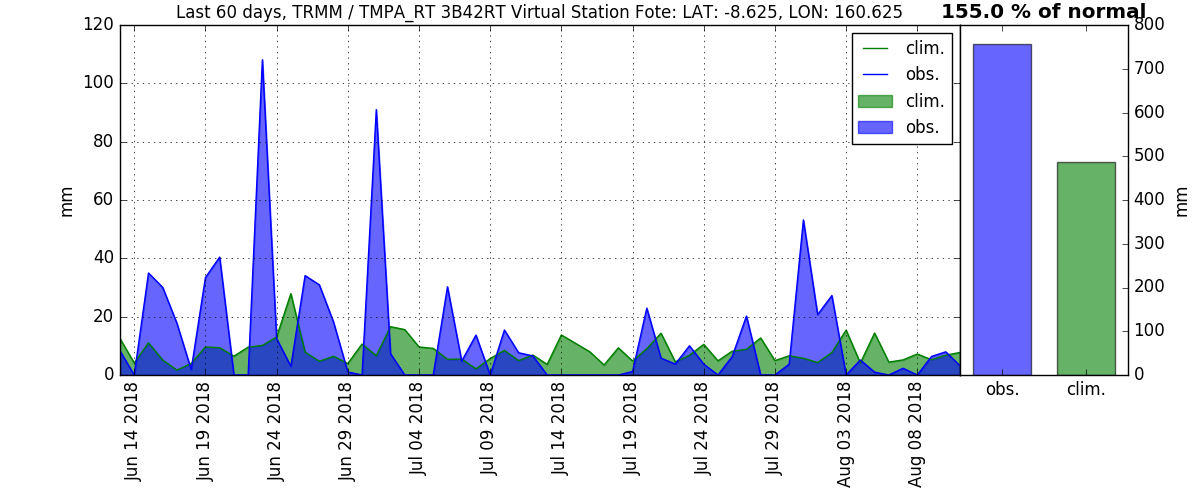 Last 60 days, TRMM / TMPA_RT 3B42RT Virtual Station Fote: LAT: -8.625, LON: 160.625
155.0 % of normal
120
100
80
60
40
20
0
mm
clim.
obs.
clim.
obs.
800
700
600
500
400
300
200
100
0
mm
Jun 14 2018
Jun 19 2018
Jun 24 2018
Jun 29 2018
Jul 04 2018
Jul 09 2018
Jul 14 2018
Jul 19 2018
Jul 24 2018
Jul 29 2018
Aug 03 2018
Aug 08 2018
obs.
clim.